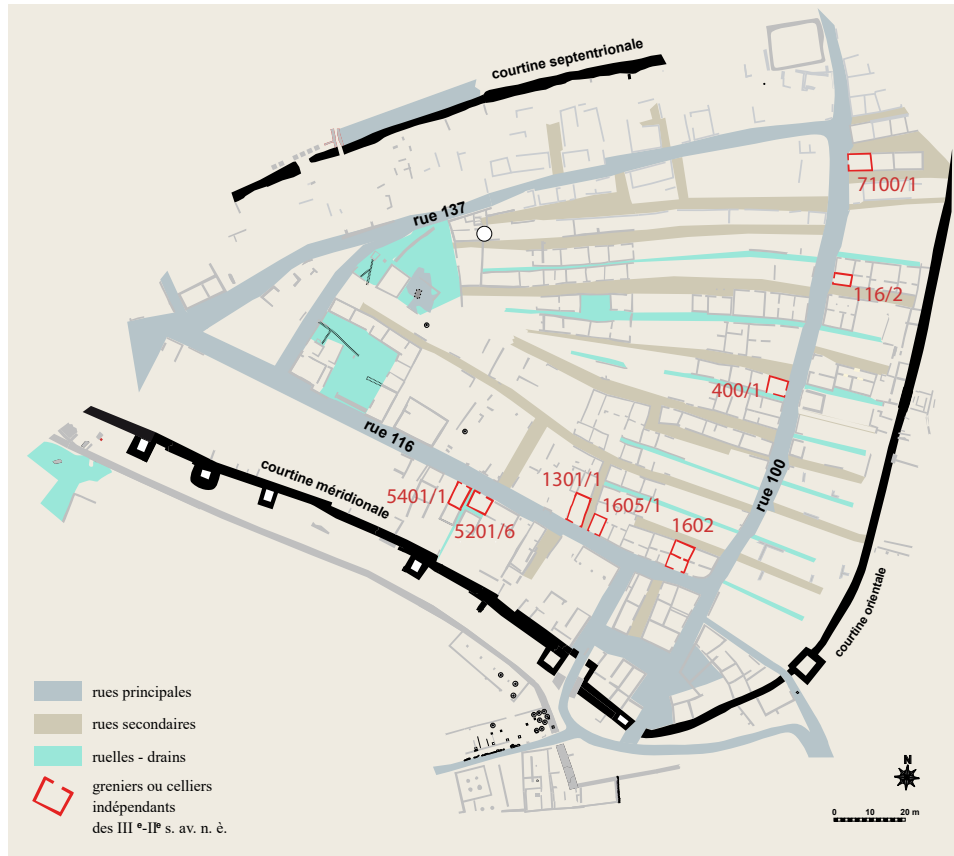 courtine septentrionale
7100/1
rue 137
116/2
400/1
rue 116
rue 100
1301/1
courtine méridionale
5401/1
1605/1
5201/6
1602
courtine orientale
rues principales
rues secondaires
ruelles - drains
greniers ou celliers
indépendants
des III e-IIe s. av. n. è.
N
0 10 20 m